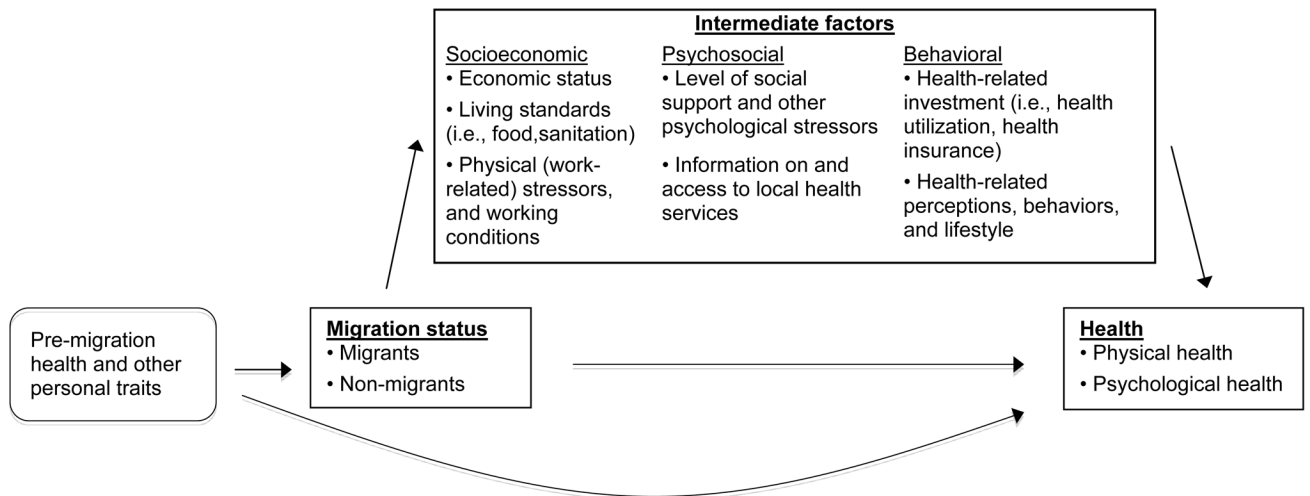 Intermediate factors
Socioeconomic
• Economic status
• Living standards
(i.e., food,sanitation)
• Physical (work-
related) stressors,
and working
conditions
Psychosocial
• Level of social
support and other
psychological stressors
• Information on and
access to local health
services
Behavioral
• Health-related
investment (i.e., health
utilization, health
insurance)
• Health-related
perceptions, behaviors,
and lifestyle
Pre-migration
health and other
personal traits
Migration status
• Migrants
• Non-migrants
Health
• Physical health
• Psychological health